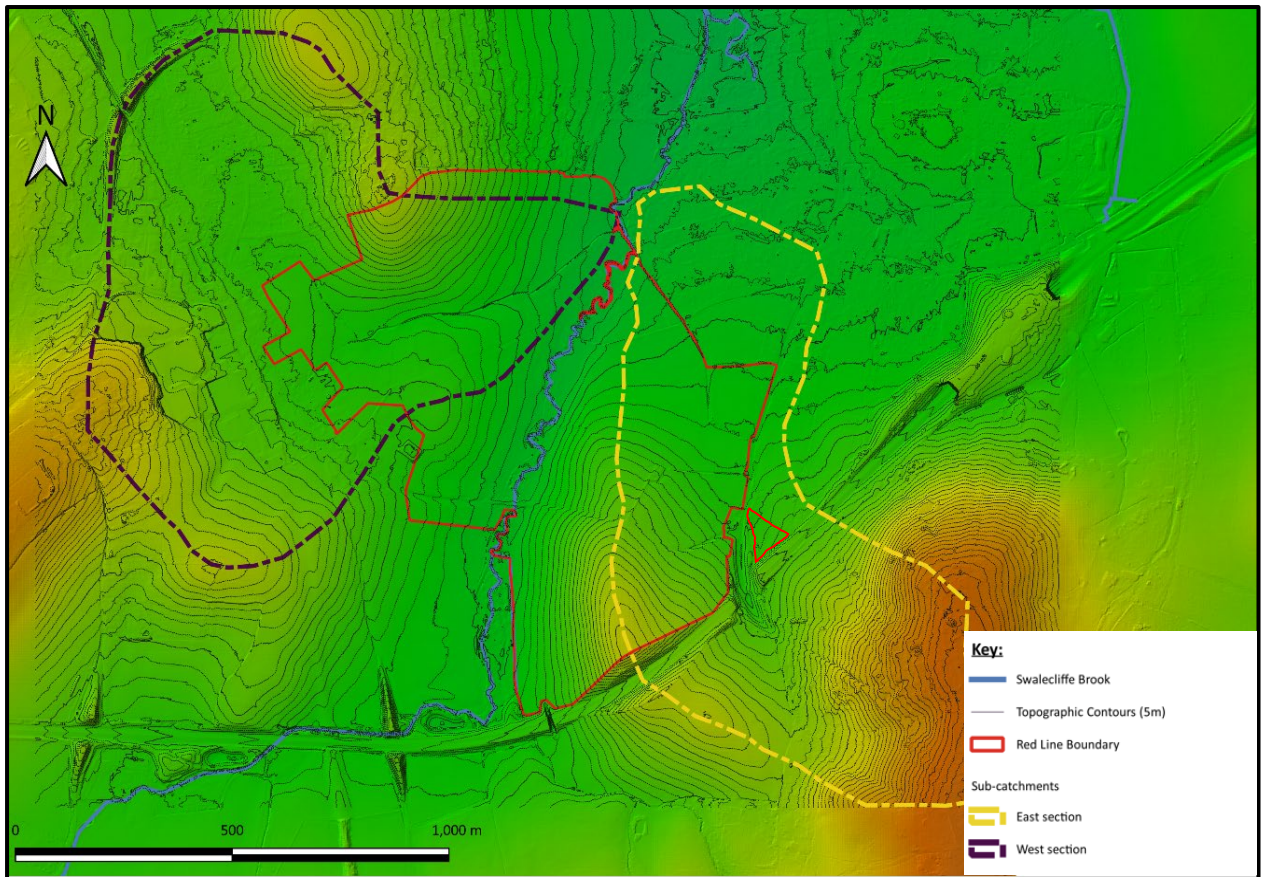 N
Key:
Swalecliffe Brook
Topographic Contours (5m)
Red Line Boundary
Sub-catchments
East section
West section
0 500 1,000 m